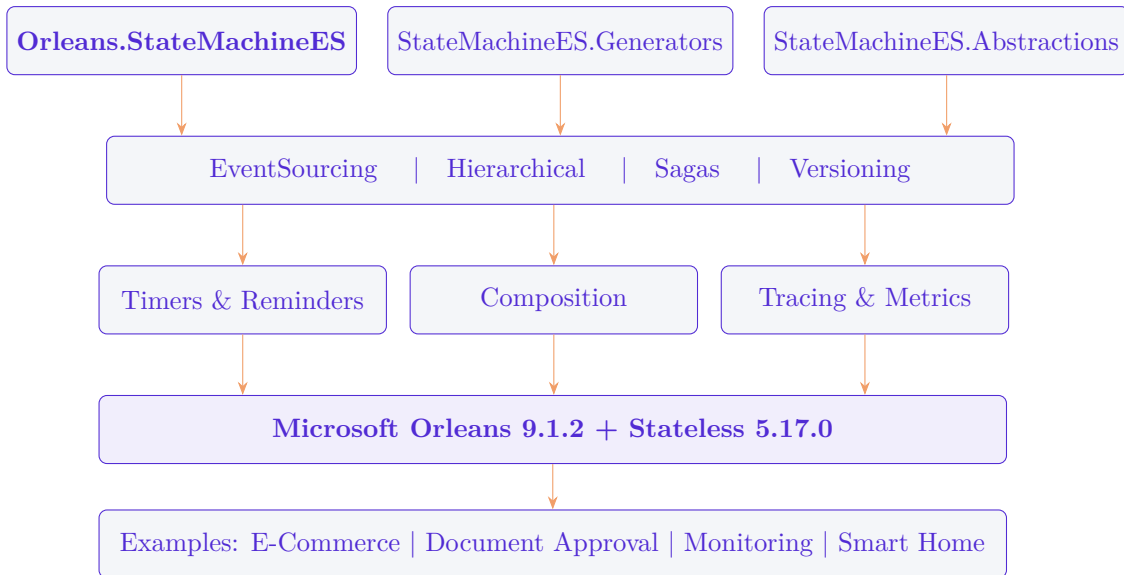 Orleans.StateMachineES
StateMachineES.Generators
StateMachineES.Abstractions
EventSourcing | Hierarchical | Sagas | Versioning
Timers & Reminders
Composition
Tracing & Metrics
Microsoft Orleans 9.1.2 + Stateless 5.17.0
Examples: E-Commerce | Document Approval | Monitoring | Smart Home